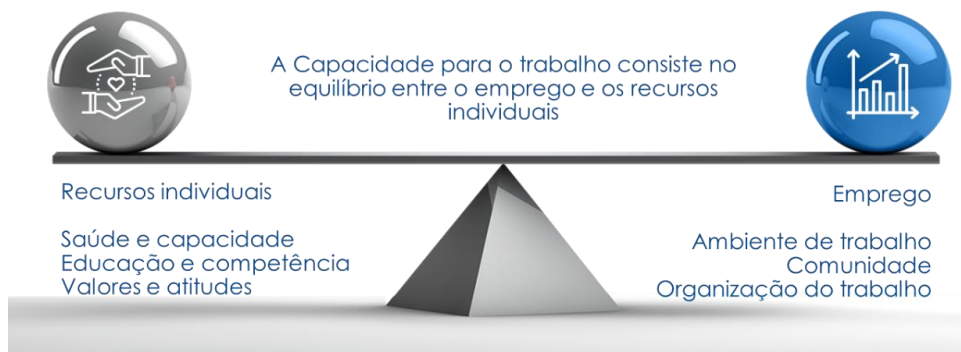 A Capacidade para o trabalho consiste no
equilíbrio entre o emprego e os recursos
individuais
Recursos individuais
Saúde e capacidade
Educação e competência
Valores e atitudes
Emprego
Ambiente de trabalho
Comunidade
Organização do trabalho